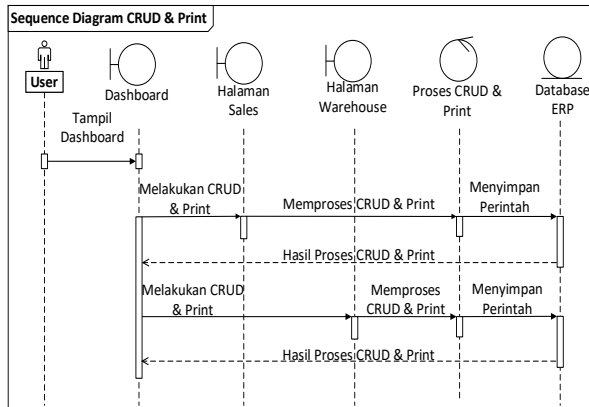 Sequence Diagram CRUD & Print
User
Dashboard
Halaman
Sales
Halaman
Warehouse
Proses CRUD &
Print
Database
ERP
Tampil
Dashboard
Melakukan CRUD
& Print
Memproses CRUD & Print
Menyimpan
Perintah
Hasil Proses CRUD & Print
Melakukan CRUD
& Print
Memproses
CRUD & Print
Menyimpan
Perintah
Hasil Proses CRUD & Print